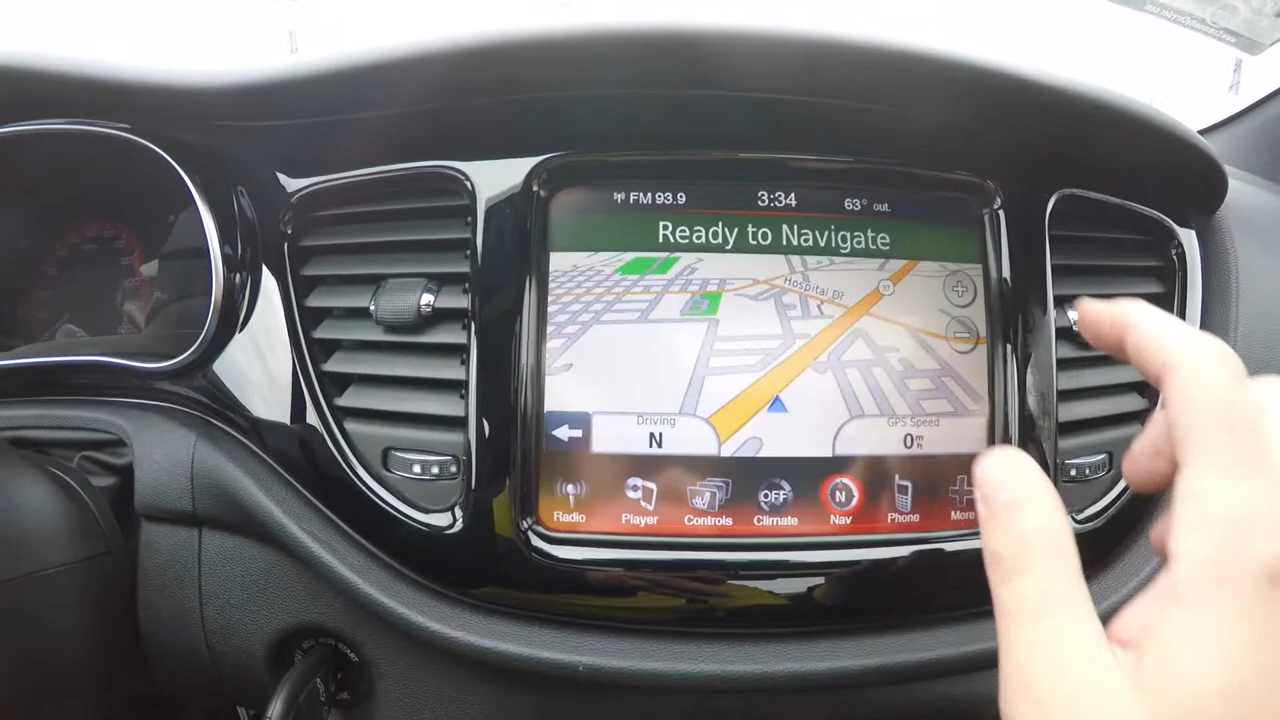 FM 93.9 3:34 63° out.
Ready to Navigate
Hospital Dr
37
Driving
N
GPS Speed
0 m/h
OFF
N
Radio Player Controls Climate Nav Phone More
START